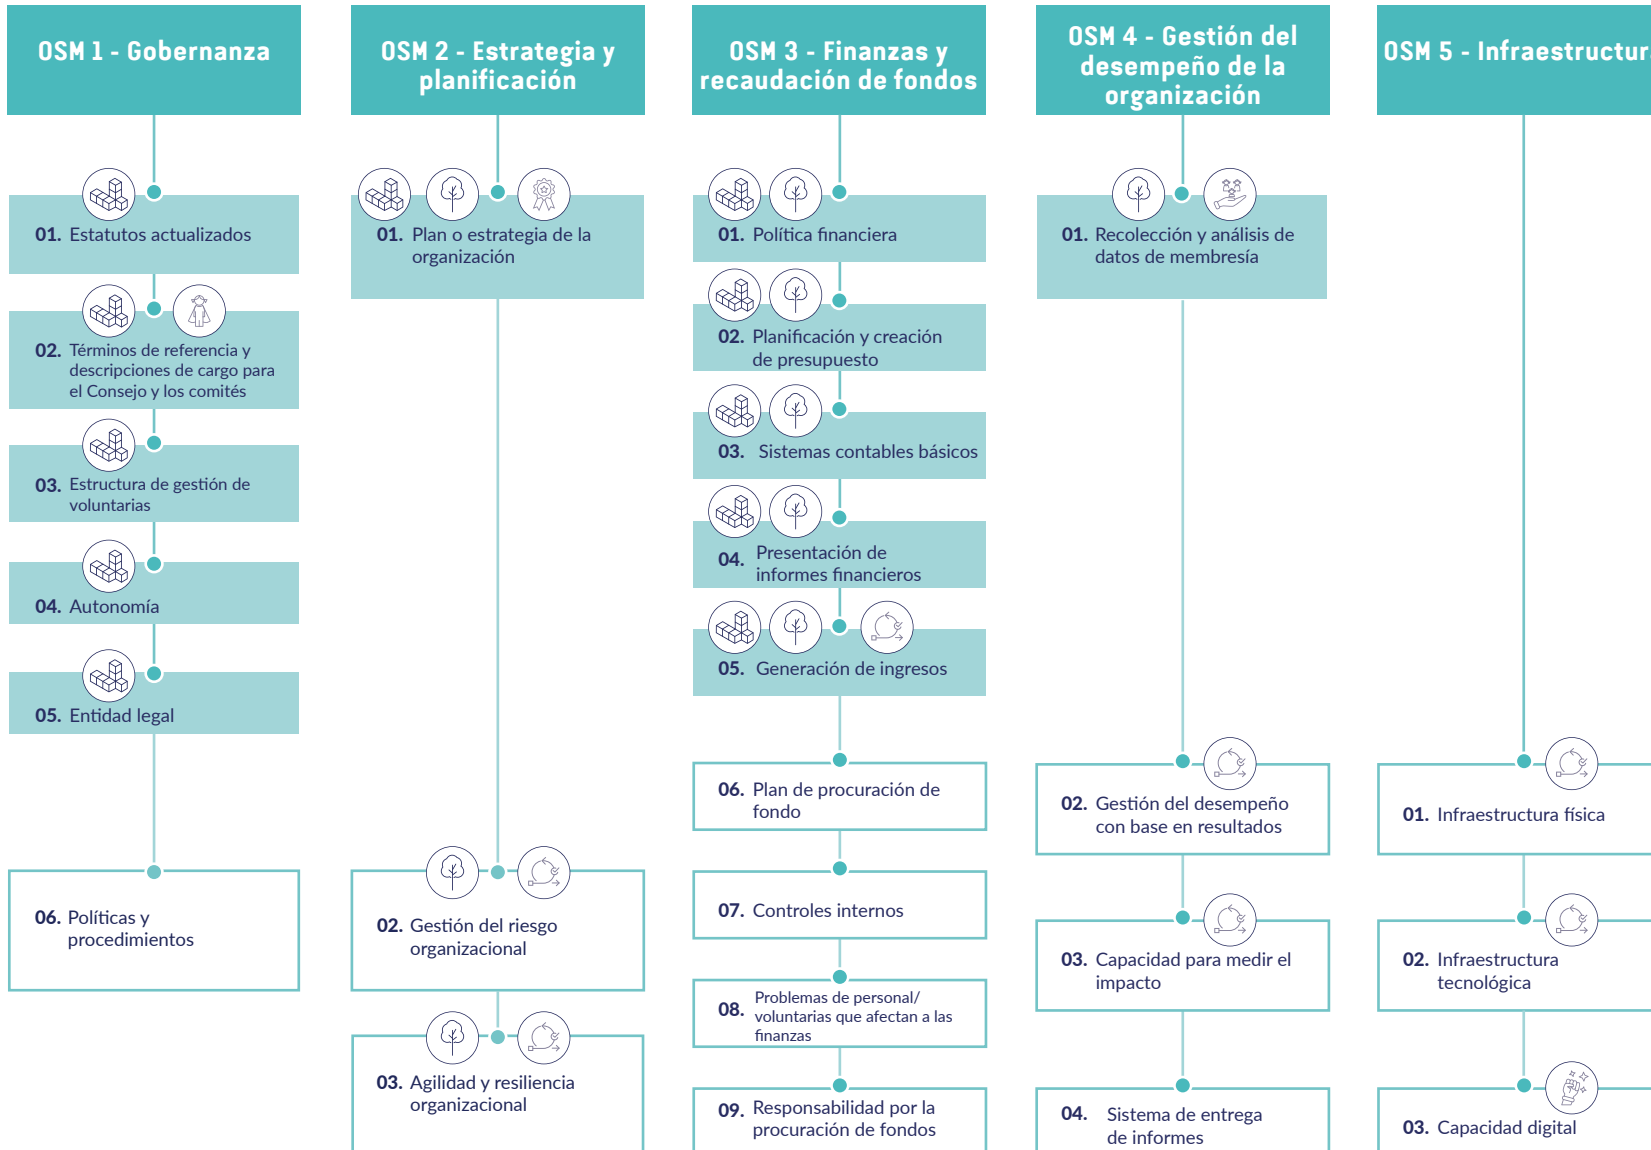 OSM 1 - Gobernanza
01. Estatutos actualizados
02. Términos de referencia y
descripciones de cargo para
el Consejo y los comités
03. Estructura de gestión de
voluntarias
04. Autonomía
05. Entidad legal
06. Políticas y
procedimientos
OSM 2 - Estrategia y
planificación
01. Plan o estrategia de la
organización
02. Gestión del riesgo
organizacional
03. Agilidad y resiliencia
organizacional
OSM 3 - Finanzas y
recaudación de fondos
01. Política financiera
02. Planificación y creación
de presupuesto
03. Sistemas contables básicos
04. Presentación de
informes financieros
05. Generación de ingresos
06. Plan de procuración de
fondo
07. Controles internos
08. Problemas de personal/
voluntarias que afectan a las
finanzas
09. Responsabilidad por la
procuración de fondos
OSM 4 - Gestión del
desempeño de la
organización
01. Recolección y análisis de
datos de membresía
02. Gestión del desempeño
con base en resultados
03. Capacidad para medir el
impacto
04. Sistema de entrega
de informes
OSM 5 - Infraestructur
01. Infraestructura física
02. Infraestructura
tecnológica
03. Capacidad digital